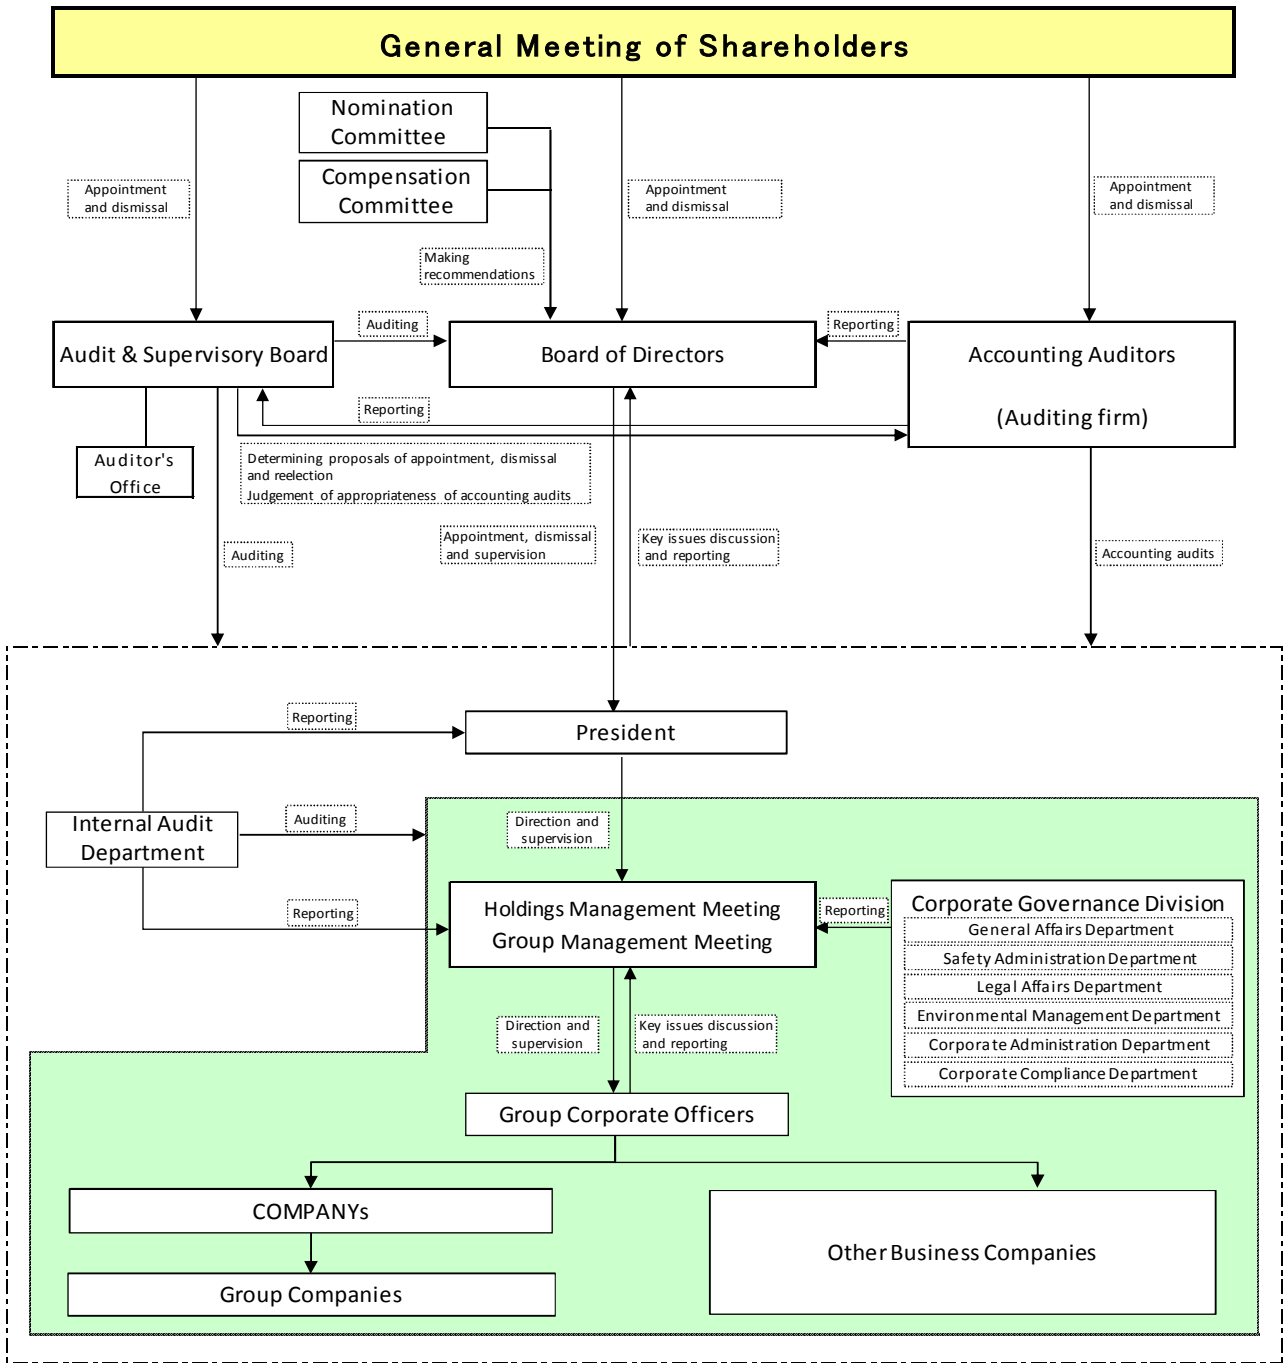 General Meeting of Shareholders
Nomination
Committee
Compensation
Committee
Appointment
and dismissal
Appointment
and dismissal
Appointment
and dismissal
Making
recommendations
Auditing
Reporting
Audit & Supervisory Board
Board of Directors
Accounting Auditors
(Auditing firm)
Reporting
Auditor's
Office
Determining proposals of appointment, dismissal
and reelection
Judgement of appropriateness of accounting audits
Appointment, dismissal
and supervision
Key issues discussion
and reporting
Auditing
Accounting audits
Reporting
President
Internal Audit
Department
Auditing
Direction and
supervision
Reporting
Holdings Management Meeting
Group Management Meeting
Reporting
Corporate Governance Division
General Affairs Department
Safety Administration Department
Legal Affairs Department
Environmental Management Department
Corporate Administration Department
Corporate Compliance Department
Direction and
supervision
Key issues discussion
and reporting
Group Corporate Officers
COMPANYs
Other Business Companies
Group Companies